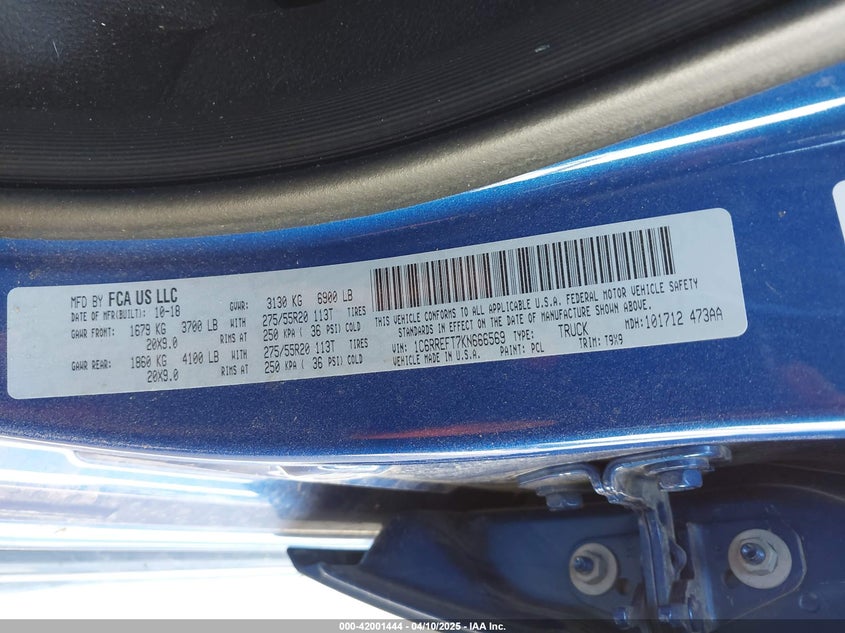 MFD BY FCA US LLC
DATE OF MFR(BUILT): 10-18 GVWR: 3130 KG 6900 LB
GAWR FRONT: 1679 KG 3700 LB WITH 275/55R20 113T TIRES
20X9.0 RIMS AT 250 KPA ( 36 PSI) COLD
GAWR REAR: 1860 KG 4100 LB WITH 275/55R20 113T TIRES
20X9.0 RIMS AT 250 KPA ( 36 PSI) COLD
THIS VEHICLE CONFORMS TO ALL APPLICABLE U.S.A. FEDERAL MOTOR VEHICLE SAFETY
STANDARDS IN EFFECT ON THE DATE OF MANUFACTURE SHOWN ABOVE.
VIN: 1C6RREFT7KN666569 TYPE: TRUCK MDH: 101712 473AA
MADE IN U.S.A. PAINT: PCL TRIM: T9X9
000-42001444 - 04/10/2025 - IAA Inc.